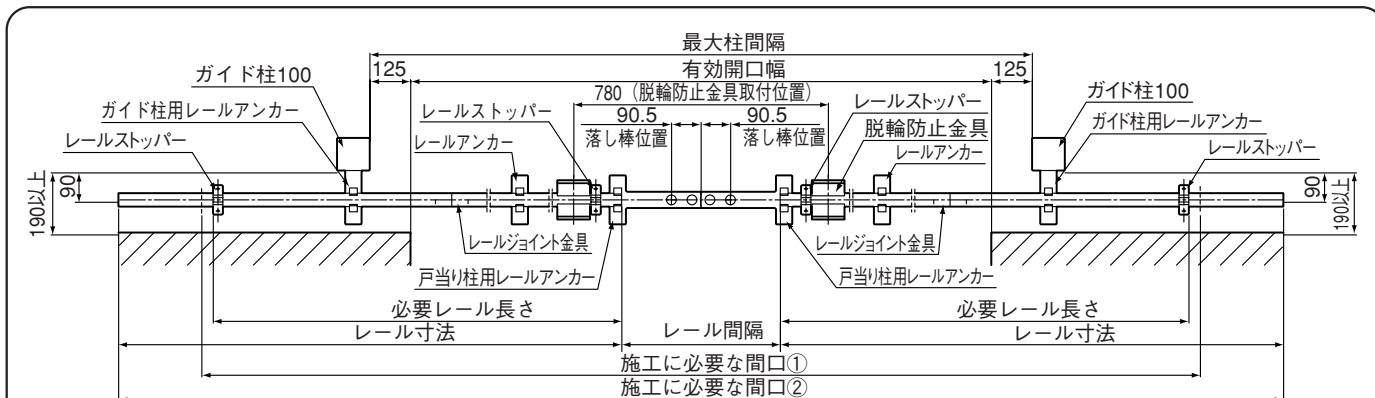 最大柱間隔
125
有効開口幅
125
ガイド柱100
780（脱輪防止金具取付位置）
レールストッパー
ガイド柱100
ガイド柱用レールアンカー
レールストッパー
90.5
90.5
脱輪防止金具
ガイド柱用レールアンカー
レールストッパー
レールアンカー
落し棒位置
落し棒位置
レールアンカー
レールストッパー
190以上
90
90
190以上
レールジョイント金具
レールジョイント金具
戸当り柱用レールアンカー
戸当り柱用レールアンカー
必要レール長さ
必要レール長さ
レール寸法
レール間隔
レール寸法
施工に必要な間口①
施工に必要な間口②